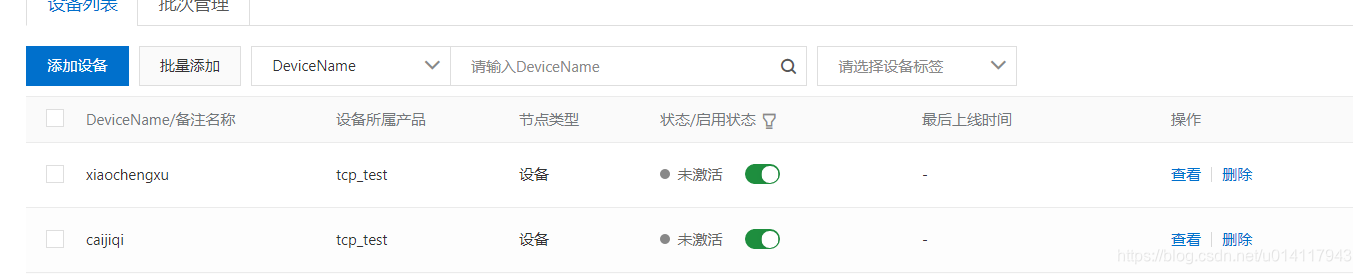 设备列表 批次管理
添加设备 批量添加 DeviceName 请输入DeviceName 请选择设备标签
DeviceName/备注名称 设备所属产品 节点类型 状态/启用状态 最后上线时间 操作
xiaochengxu tcp_test 设备 未激活 - 查看 删除
caijiqi tcp_test 设备 未激活 - 查看 删除
https://blog.csdn.net/u014117943